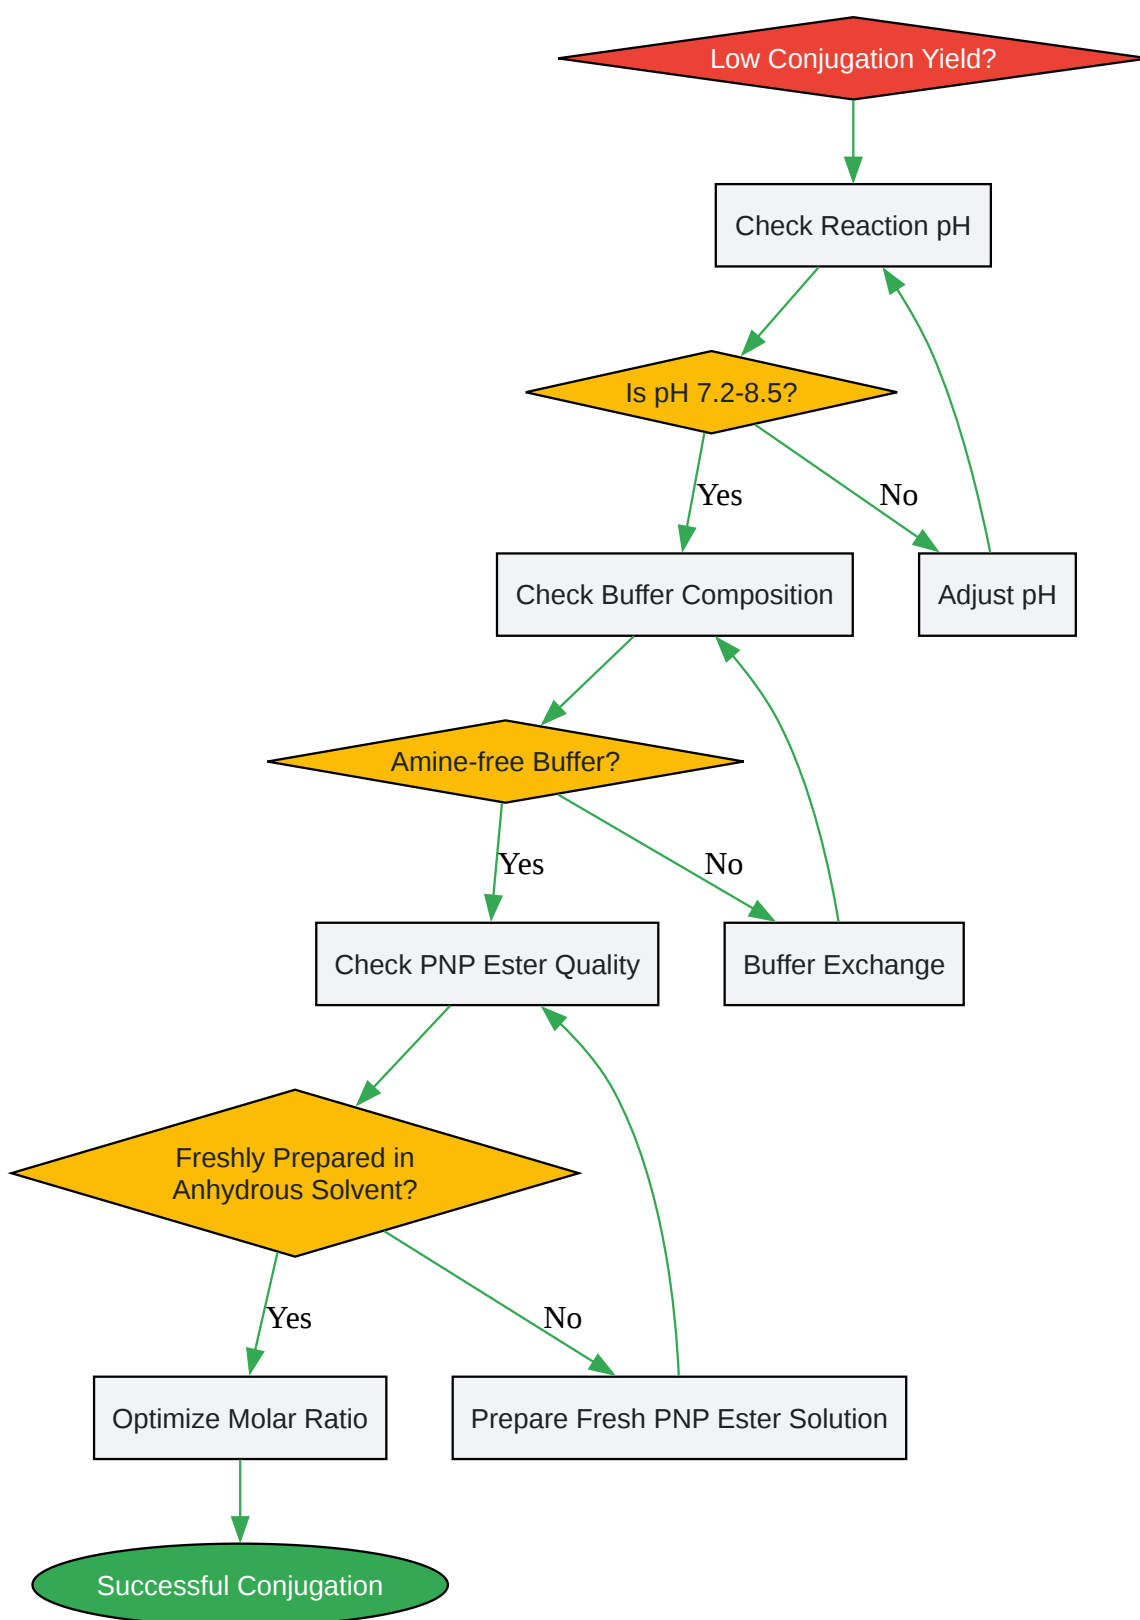 Low Conjugation Yield?
Check Reaction pH
Is pH 7.2-8.5?
Yes
No
Check Buffer Composition
Adjust pH
Amine-free Buffer?
Yes
No
Check PNP Ester Quality
Buffer Exchange
Freshly Prepared in
Anhydrous Solvent?
Yes
No
Optimize Molar Ratio
Prepare Fresh PNP Ester Solution
Successful Conjugation